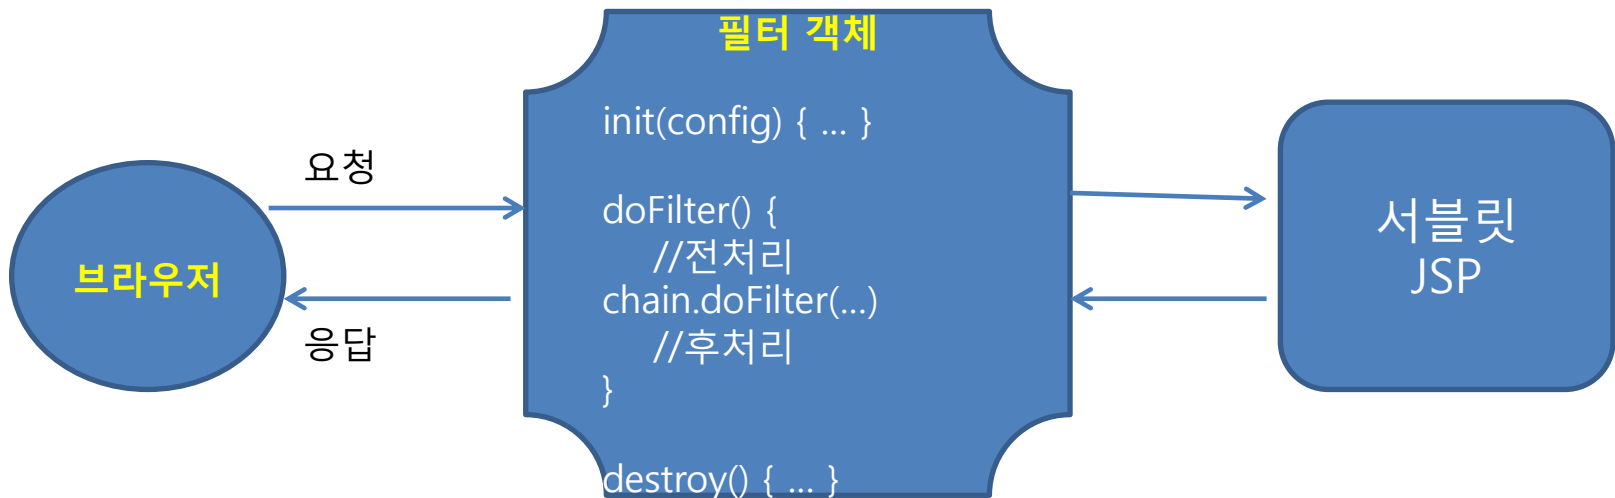 필터 객체
init(config) { ... }
요청
doFilter() {
//전처리
chain.doFilter(...)
//후처리
}
destroy() { ... }
브라우저
응답
서블릿
JSP